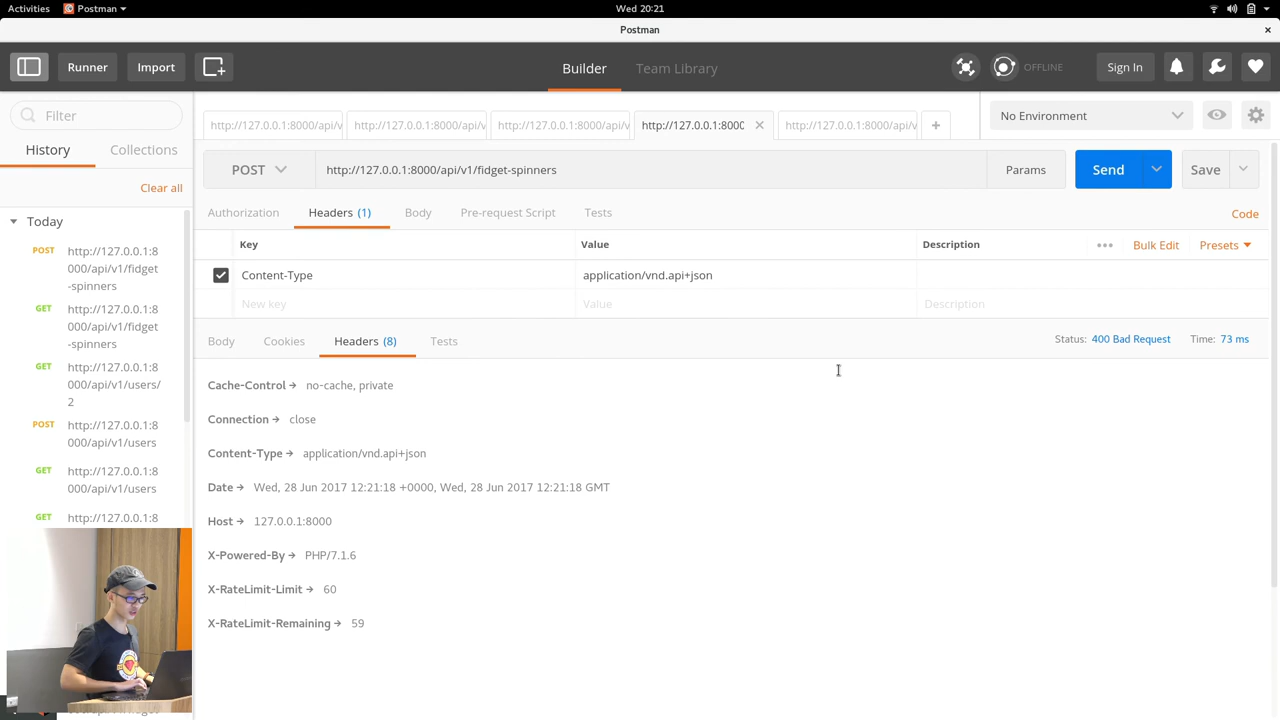 Activities
Postman
Wed 20:21
Postman
Runner
Import
Builder
Team Library
OFFLINE
Sign In
Filter
History
Collections
Clear all
Today
POST
http://127.0.0.1:8
000/api/v1/fidget
-spinners
GET
http://127.0.0.1:8
000/api/v1/fidget
-spinners
GET
http://127.0.0.1:8
000/api/v1/users/
2
POST
http://127.0.0.1:8
000/api/v1/users
GET
http://127.0.0.1:8
000/api/v1/users
GET
http://127.0.0.1:8
http://127.0.0.1:8000/api/v
http://127.0.0.1:8000/api/v
http://127.0.0.1:8000/api/v
http://127.0.0.1:8000
http://127.0.0.1:8000/api/v
No Environment
POST
http://127.0.0.1:8000/api/v1/fidget-spinners
Params
Send
Save
Authorization
Headers (1)
Body
Pre-request Script
Tests
Code
Key
Value
Description
Bulk Edit
Presets
Content-Type
application/vnd.api+json
New key
Value
Description
Body
Cookies
Headers (8)
Tests
Status: 400 Bad Request
Time: 73 ms
Cache-Control → no-cache, private
Connection → close
Content-Type → application/vnd.api+json
Date → Wed, 28 Jun 2017 12:21:18 +0000, Wed, 28 Jun 2017 12:21:18 GMT
Host → 127.0.0.1:8000
X-Powered-By → PHP/7.1.6
X-RateLimit-Limit → 60
X-RateLimit-Remaining → 59